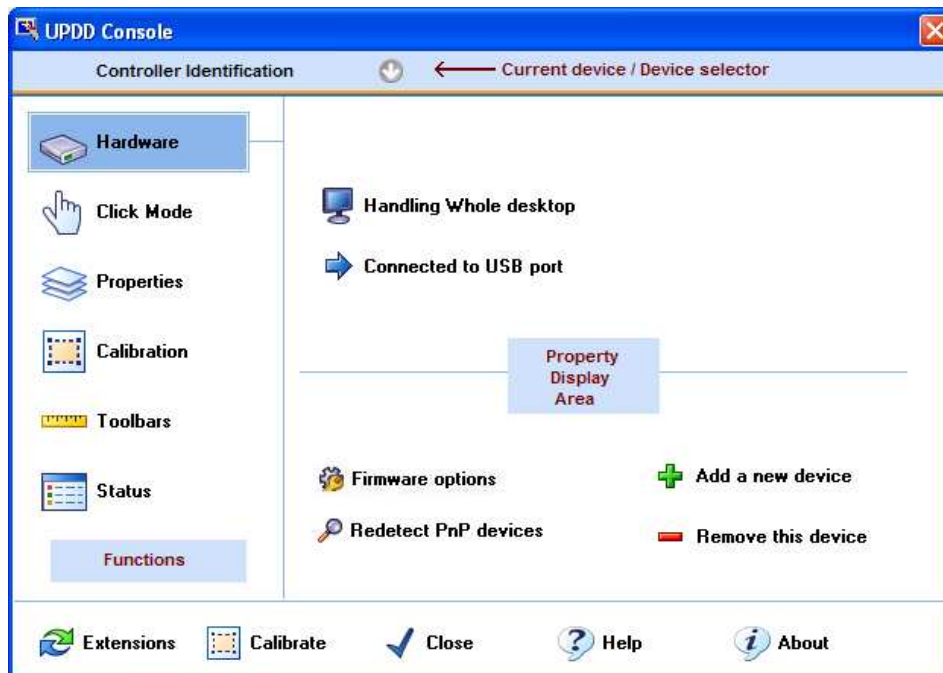 UPDD Console
Controller Identification
Current device / Device selector
Hardware
Click Mode
Properties
Calibration
Toolbars
Status
Functions
Handling Whole desktop
Connected to USB port
Property
Display
Area
Firmware options
Add a new device
Redetect PnP devices
Remove this device
Extensions
Calibrate
Close
Help
About